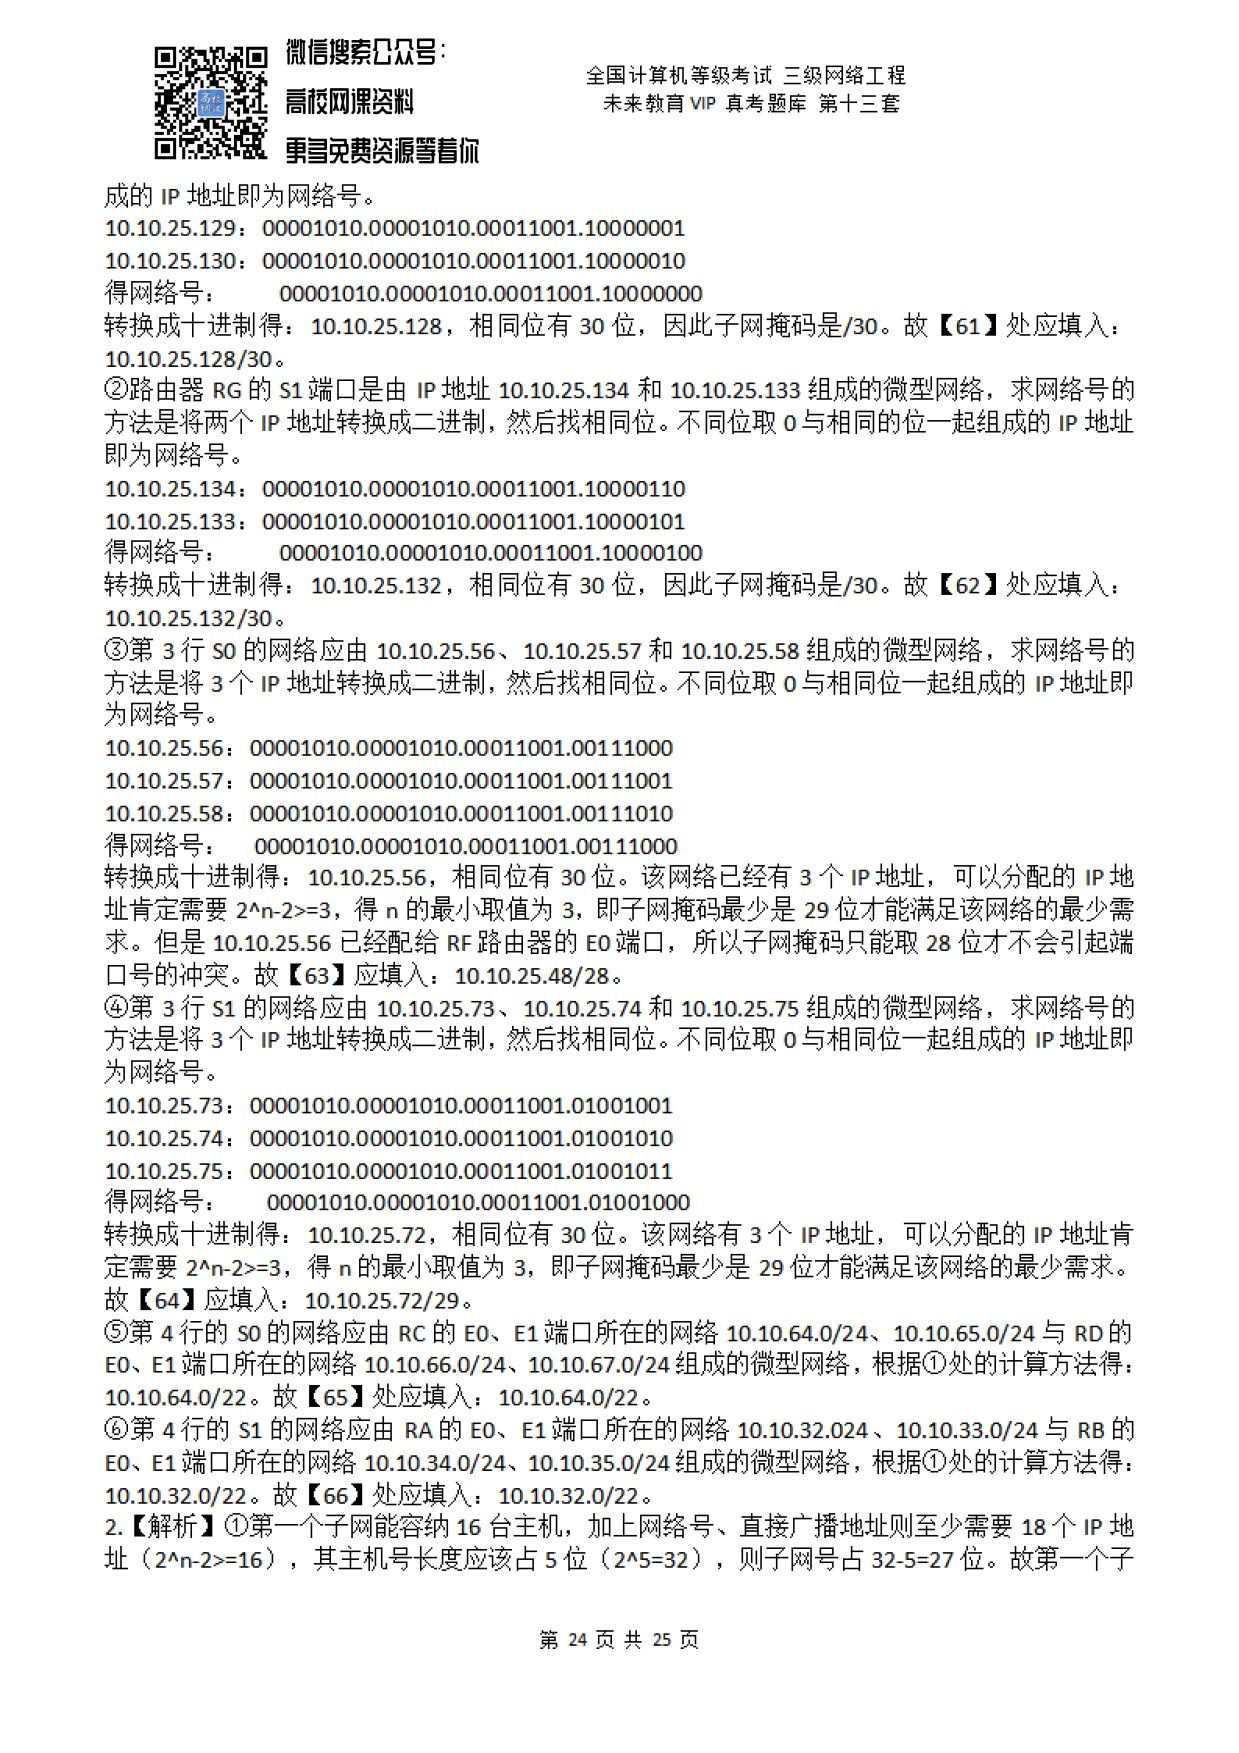 微信搜索公众号：
高校网课资料
更多免费资源等着你
全国计算机等级考试 三级网络工程
未来教育 VIP 真考题库 第十三套
成的 IP 地址即为网络号。
10.10.25.129：00001010.00001010.00011001.10000001
10.10.25.130：00001010.00001010.00011001.10000010
得网络号： 00001010.00001010.00011001.10000000
转换成十进制得：10.10.25.128，相同位有 30 位，因此子网掩码是/30。故【61】处应填入：
10.10.25.128/30。
②路由器 RG 的 S1 端口是由 IP 地址 10.10.25.134 和 10.10.25.133 组成的微型网络，求网络号的
方法是将两个 IP 地址转换成二进制，然后找相同位。不同位取 0 与相同的位一起组成的 IP 地址
即为网络号。
10.10.25.134：00001010.00001010.00011001.10000110
10.10.25.133：00001010.00001010.00011001.10000101
得网络号： 00001010.00001010.00011001.10000100
转换成十进制得：10.10.25.132，相同位有 30 位，因此子网掩码是/30。故【62】处应填入：
10.10.25.132/30。
③第 3 行 S0 的网络应由 10.10.25.56、10.10.25.57 和 10.10.25.58 组成的微型网络，求网络号的
方法是将 3 个 IP 地址转换成二进制，然后找相同位。不同位取 0 与相同位一起组成的 IP 地址即
为网络号。
10.10.25.56：00001010.00001010.00011001.00111000
10.10.25.57：00001010.00001010.00011001.00111001
10.10.25.58：00001010.00001010.00011001.00111010
得网络号： 00001010.00001010.00011001.00111000
转换成十进制得：10.10.25.56，相同位有 30 位。该网络已经有 3 个 IP 地址，可以分配的 IP 地
址肯定需要 2^n-2>=3，得 n 的最小取值为 3，即子网掩码最少是 29 位才能满足该网络的最少需
求。但是 10.10.25.56 已经配给 RF 路由器的 E0 端口，所以子网掩码只能取 28 位才不会引起端
口号的冲突。故【63】应填入：10.10.25.48/28。
④第 3 行 S1 的网络应由 10.10.25.73、10.10.25.74 和 10.10.25.75 组成的微型网络，求网络号的
方法是将 3 个 IP 地址转换成二进制，然后找相同位。不同位取 0 与相同位一起组成的 IP 地址即
为网络号。
10.10.25.73：00001010.00001010.00011001.01001001
10.10.25.74：00001010.00001010.00011001.01001010
10.10.25.75：00001010.00001010.00011001.01001011
得网络号： 00001010.00001010.00011001.01001000
转换成十进制得：10.10.25.72，相同位有 30 位。该网络有 3 个 IP 地址，可以分配的 IP 地址肯
定需要 2^n-2>=3，得 n 的最小取值为 3，即子网掩码最少是 29 位才能满足该网络的最少需求。
故【64】应填入：10.10.25.72/29。
⑤第 4 行的 S0 的网络应由 RC 的 E0、E1 端口所在的网络 10.10.64.0/24、10.10.65.0/24 与 RD 的
E0、E1 端口所在的网络 10.10.66.0/24、10.10.67.0/24 组成的微型网络，根据①处的计算方法得：
10.10.64.0/22。故【65】处应填入：10.10.64.0/22。
⑥第 4 行的 S1 的网络应由 RA 的 E0、E1 端口所在的网络 10.10.32.024、10.10.33.0/24 与 RB 的
E0、E1 端口所在的网络 10.10.34.0/24、10.10.35.0/24 组成的微型网络，根据①处的计算方法得：
10.10.32.0/22。故【66】处应填入：10.10.32.0/22。
2.【解析】①第一个子网能容纳 16 台主机，加上网络号、直接广播地址则至少需要 18 个 IP 地
址（2^n-2>=16），其主机号长度应该占 5 位（2^5=32），则子网号占 32-5=27 位。故第一个子
第 24 页 共 25 页